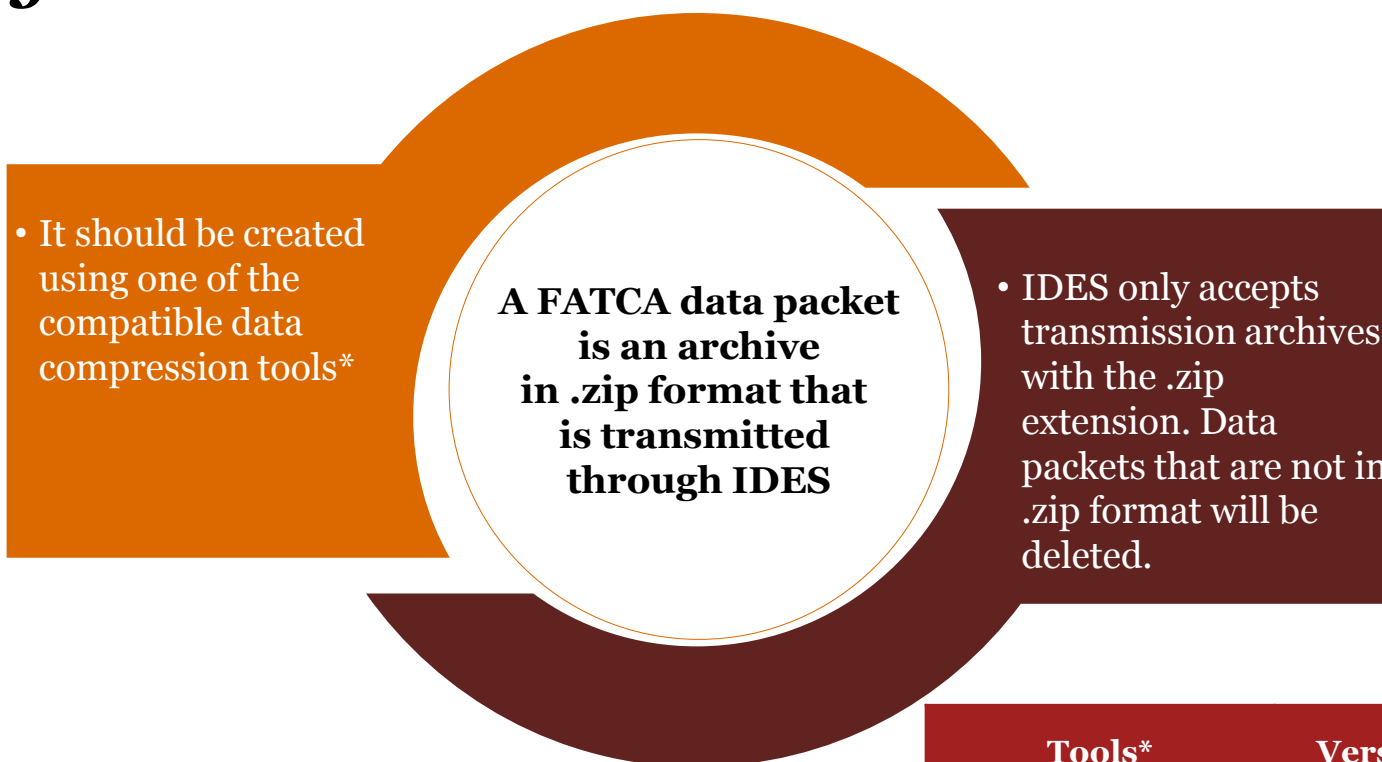 • It should be created
using one of the
compatible data
compression tools*
A FATCA data packet
is an archive
in .zip format that
is transmitted
through IDES
• IDES only accepts
transmission archives
with the .zip
extension. Data
packets that are not in
.zip format will be
deleted.
Tools* Vers